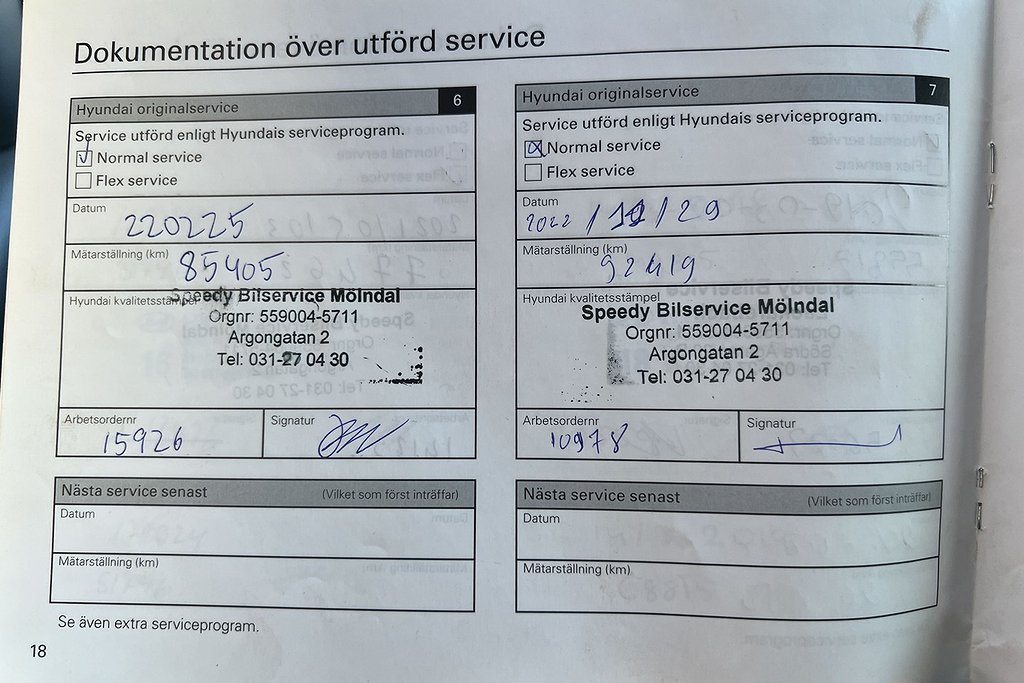 Dokumentation över utförd service
Hyundai originalservice 6
Service utförd enligt Hyundais serviceprogram.
Normal service
Flex service
Datum
220225
Mätarställning (km)
85405
Hyundai kvalitetsstämpel
Speedy Bilservice Mölndal
Orgnr: 559004-5711
Argongatan 2
Tel: 031-27 04 30
Arbetsordernr
15926
Signatur
Nästa service senast (Vilket som först inträffar)
Datum
Mätarställning (km)
Se även extra serviceprogram.
18
Hyundai originalservice 7
Service utförd enligt Hyundais serviceprogram.
Normal service
Flex service
Datum
Mätarställning (km)
92419
Hyundai kvalitetsstämpel
Speedy Bilservice Mölndal
Orgnr: 559004-5711
Argongatan 2
Tel: 031-27 04 30
Arbetsordernr
10978
Signatur
Nästa service senast (Vilket som först inträffar)
Datum
Mätarställning (km)